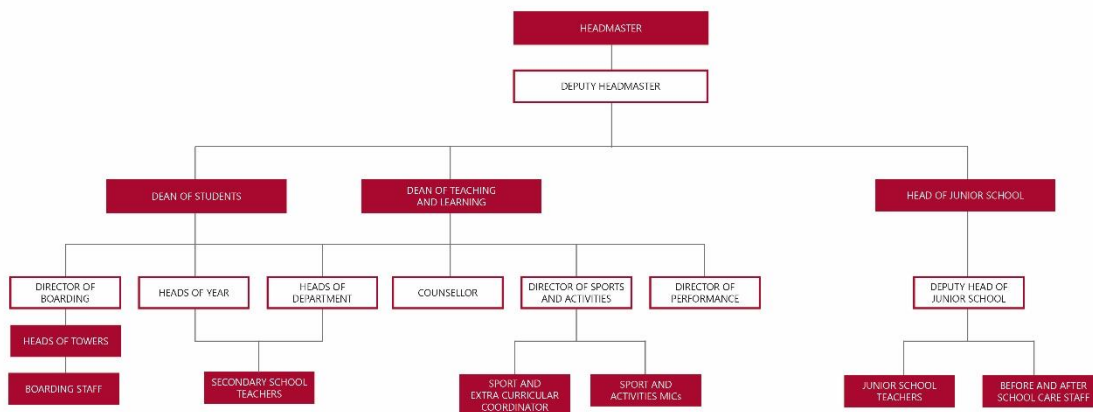 HEADMASTER
DEPUTY HEADMASTER
DEAN OF STUDENTS
DEAN OF TEACHING
AND LEARNING
HEAD OF JUNIOR SCHOOL
DIRECTOR OF
BOARDING
HEADS OF YEAR
HEADS OF
DEPARTMENT
COUNSELLOR
DIRECTOR OF SPORTS
AND ACTIVITIES
DIRECTOR OF
PERFORMANCE
DEPUTY HEAD OF
JUNIOR SCHOOL
HEADS OF TOWERS
BOARDING STAFF
SECONDARY SCHOOL
TEACHERS
SPORT AND
EXTRA CURRICULAR
COORDINATOR
SPORT AND
ACTIVITIES MICs
JUNIOR SCHOOL
TEACHERS
BEFORE AND AFTER
SCHOOL CARE STAFF